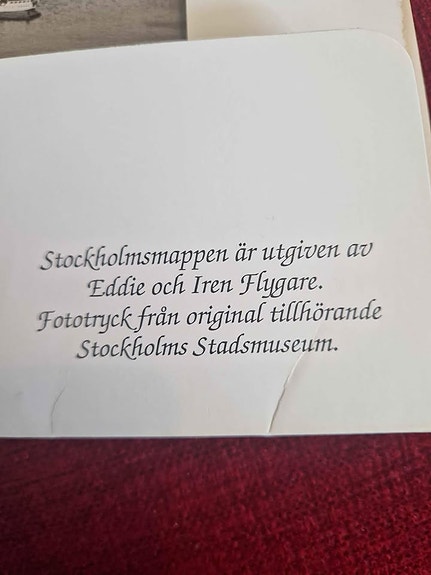 Stockholmsmappen är utgiven av
Eddie och Iren Flygare.
Fototryck från original tillhörande
Stockholms Stadsmuseum.